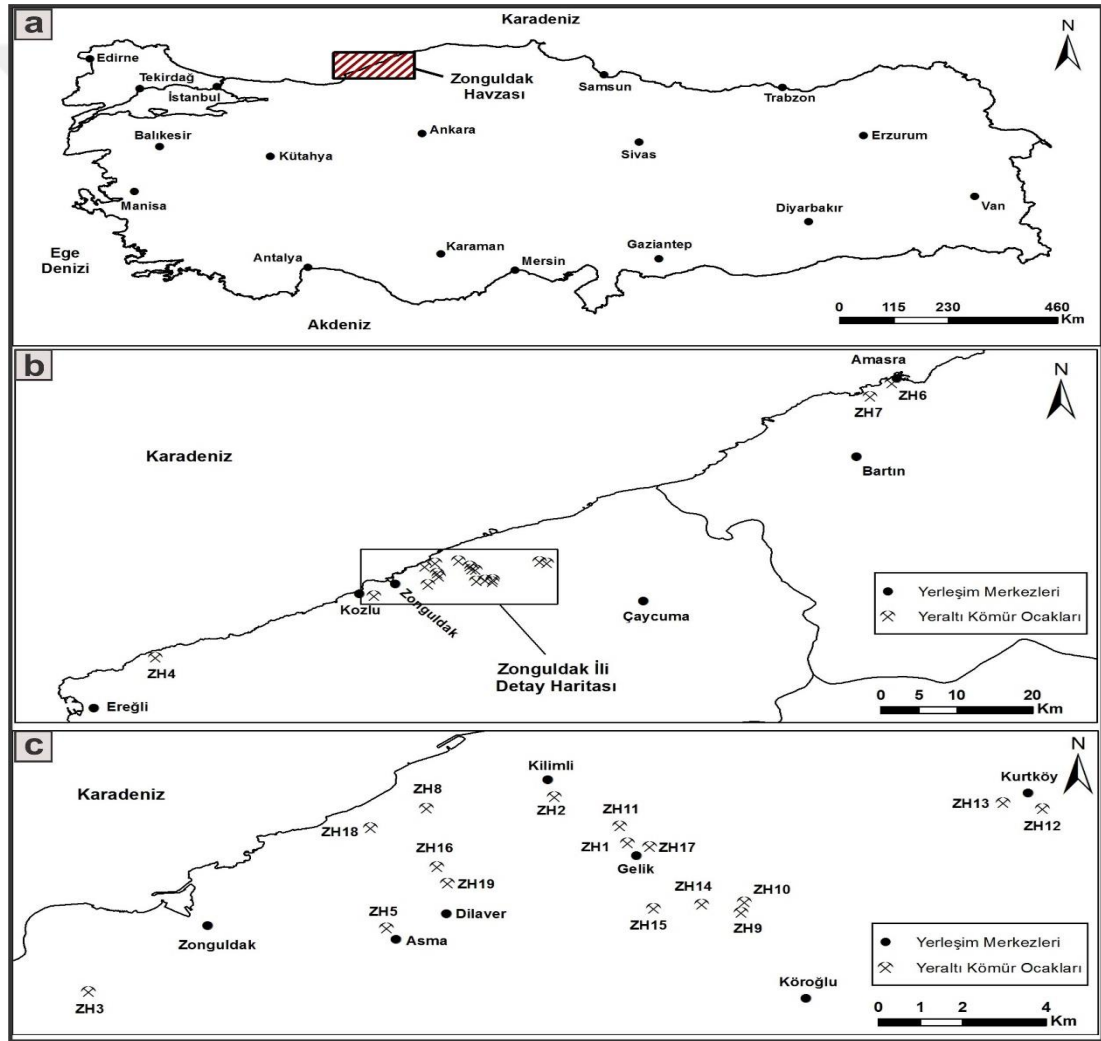 a
Karadeniz
N
Edirne
Tekirdağ
İstanbul
Zonguldak
Havzası
Samsun
Trabzon
Balıkesir
Kütahya
Ankara
Sivas
Erzurum
Manisa
Diyarbakır
Van
Ege
Denizi
Antalya
Karaman
Mersin
Gaziantep
Akdeniz
0 115 230 460
Km
b
Amasra
N
ZH6
ZH7
Karadeniz
Bartın
Kozlu
Zonguldak
Çaycuma
Yerleşim Merkezleri
Yeraltı Kömür Ocakları
ZH4
Zonguldak İli
Detay Haritası
Ereğli
0 5 10 20
Km
c
N
Karadeniz
Kilimli
Kurtköy
ZH8
ZH2
ZH11
ZH13
ZH12
ZH18
ZH16
ZH1
ZH17
Gelik
ZH19
ZH14
ZH10
ZH5
Dilaver
ZH15
ZH9
Zonguldak
Asma
Yerleşim Merkezleri
Yeraltı Kömür Ocakları
ZH3
Köroğlu
0 1 2 4
Km